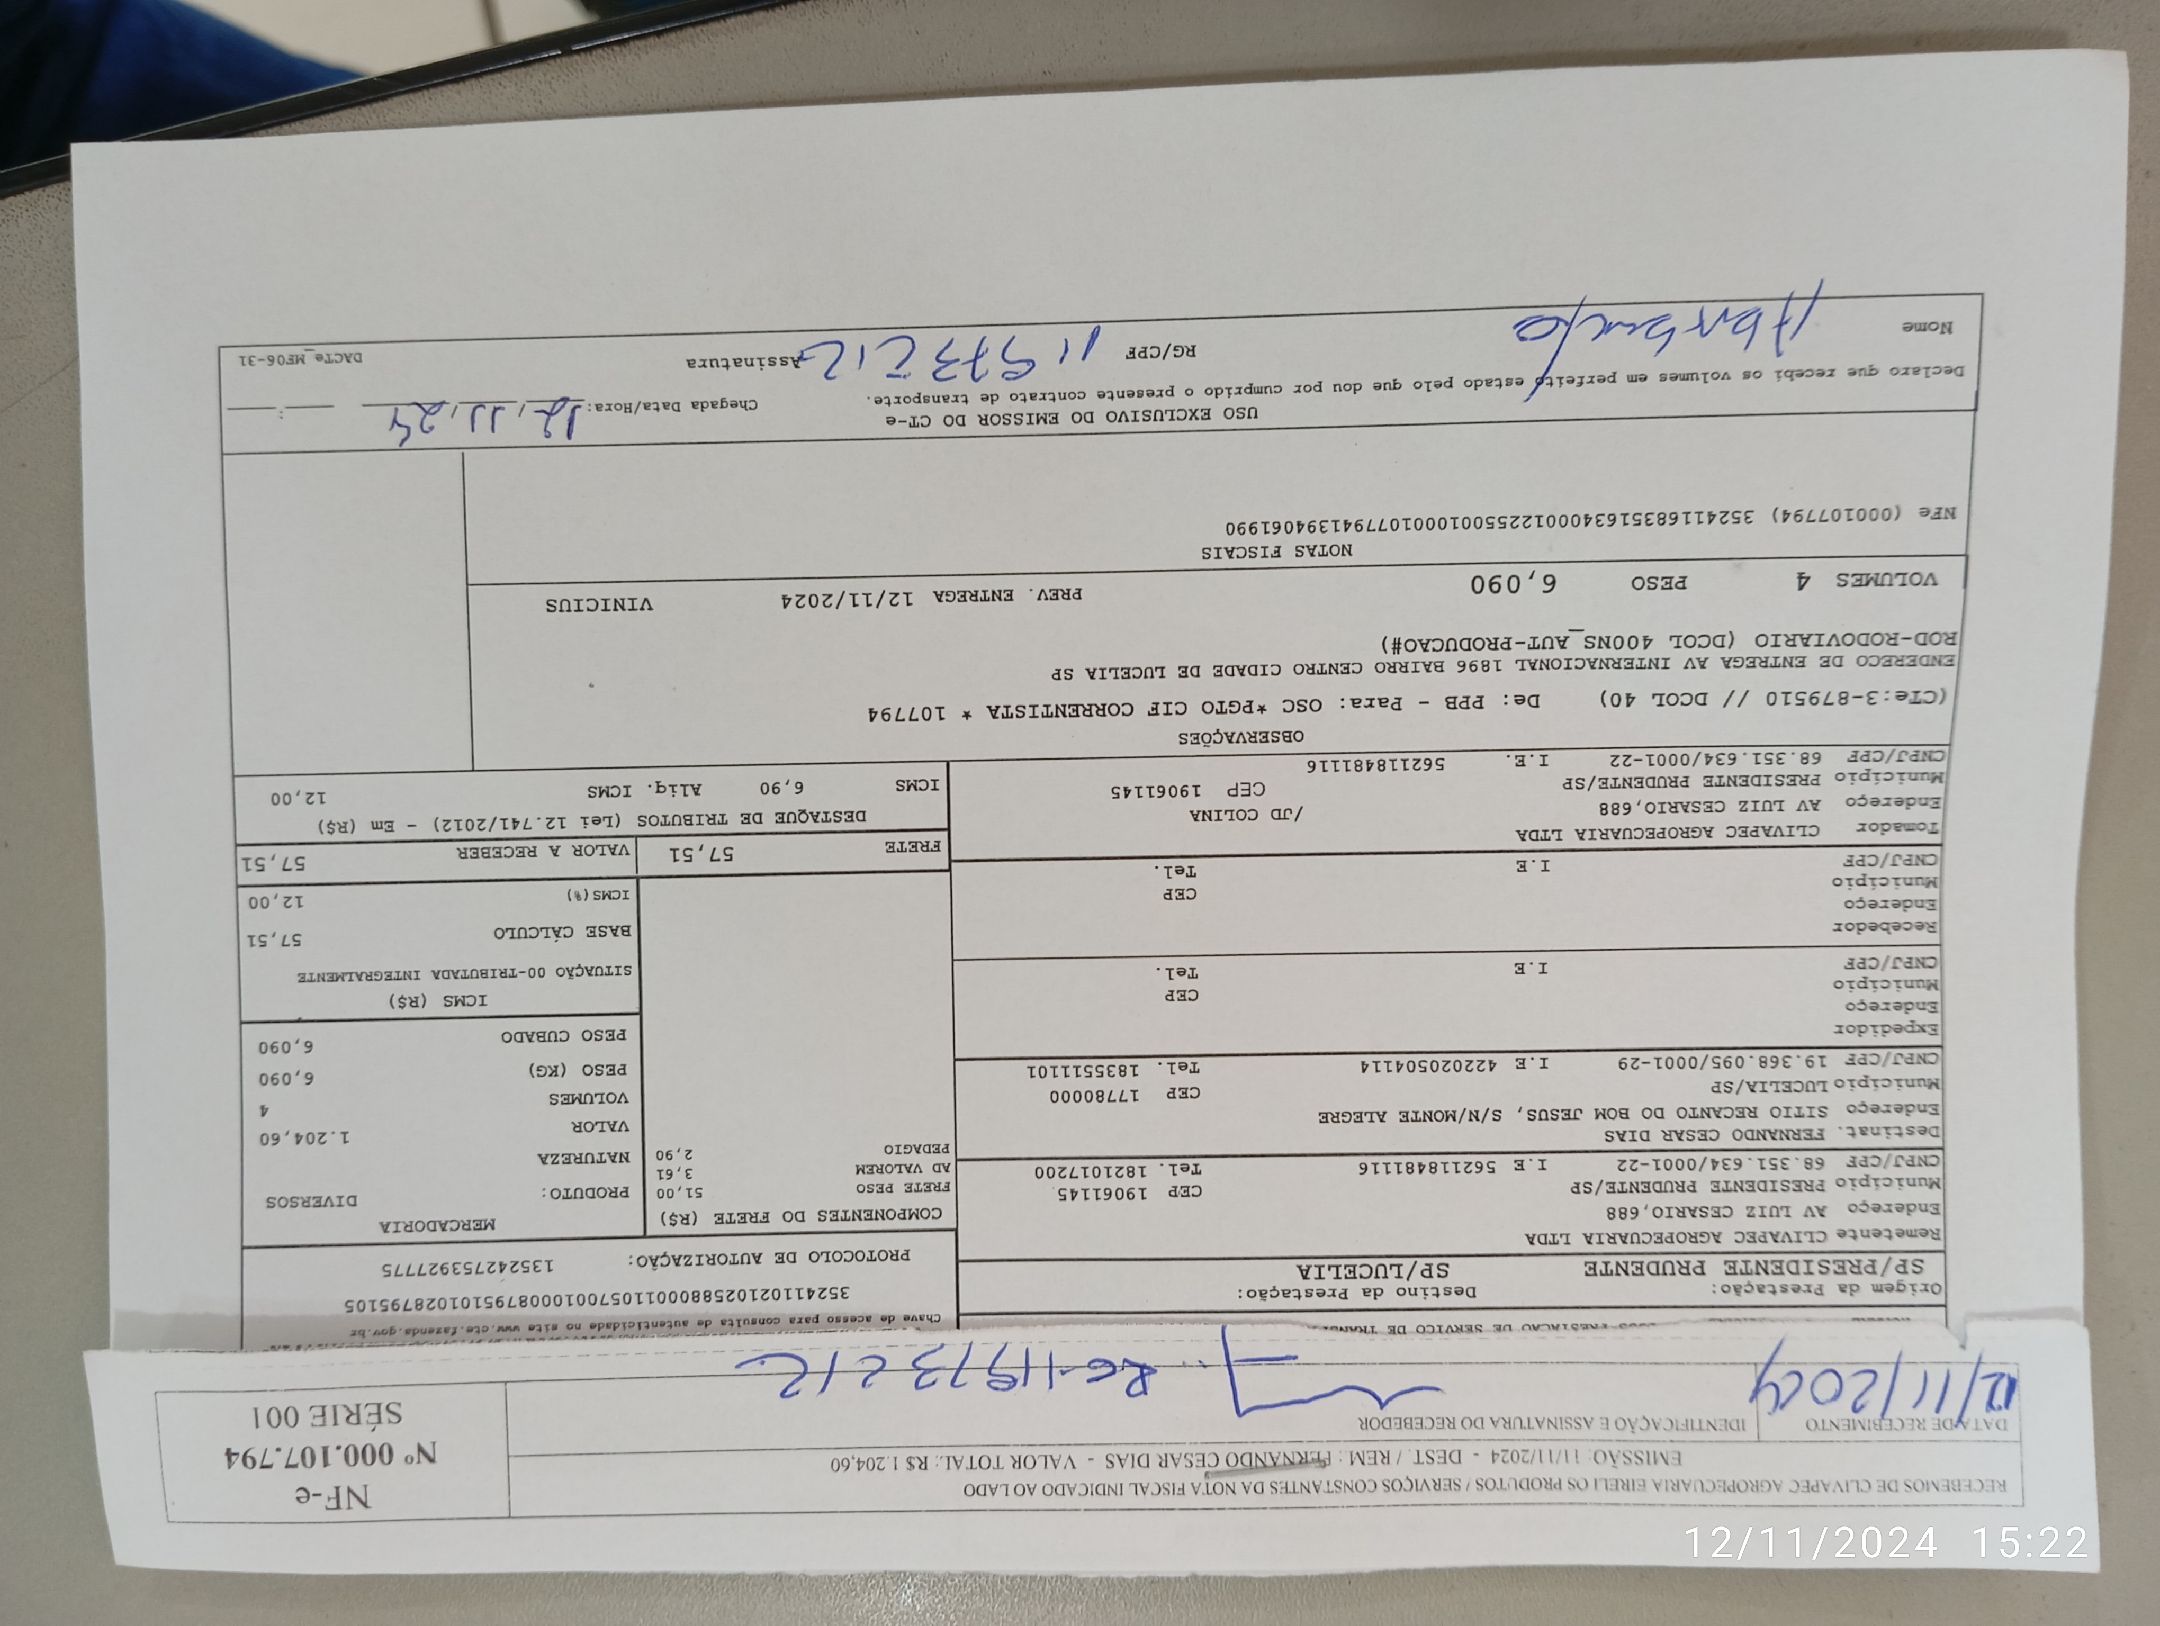 RECEBEMOS DE CLIVAPEC AGROPECUARIA EIRELI OS PRODUTOS / SERVIÇOS CONSTANTES DA NOTA FISCAL INDICADO AO LADO
EMISSÃO: 11/11/2024 - DEST. / REM: FERNANDO CESAR DIAS - VALOR TOTAL: R$ 1.204,60
DATA DE RECEBIMENTO
12/11/2024
IDENTIFICAÇÃO E ASSINATURA DO RECEBEDOR
NF-e
Nº 000.107.794
SÉRIE 001
Chave de acesso para consulta de autenticidade no site www.cte.fazenda.gov.br
35241102102588000110570010008795101028795105
PROTOCOLO DE AUTORIZAÇÃO: 135242753927775
Origem da Prestação: Destino da Prestação:
SP/PRESIDENTE PRUDENTE SP/LUCELIA
Remetente CLIVAPEC AGROPECUARIA LTDA
Endereço AV LUIZ CESARIO,688
Município PRESIDENTE PRUDENTE/SP CEP 19061145
CNPJ/CPF 68.351.634/0001-22 I.E 562118481116 Tel. 1821017200
Destinat. FERNANDO CESAR DIAS
Endereço SITIO RECANTO DO BOM JESUS, S/N/MONTE ALEGRE
Município LUCELIA/SP CEP 17780000
CNPJ/CPF 19.368.095/0001-29 I.E 422020504114 Tel. 1835511101
Expedidor
Endereço
Município CEP
CNPJ/CPF I.E Tel.
Recebedor
Endereço
Município CEP
CNPJ/CPF I.E Tel.
Tomador CLIVAPEC AGROPECUARIA LTDA
Endereço AV LUIZ CESARIO,688 /JD COLINA
Município PRESIDENTE PRUDENTE/SP CEP 19061145
CNPJ/CPF 68.351.634/0001-22 I.E. 562118481116
COMPONENTES DO FRETE (R$)
FRETE PESO 51,00
AD VALOREM 3,61
PEDAGIO 2,90
MERCADORIA
PRODUTO: DIVERSOS
NATUREZA
VALOR 1.204,60
VOLUMES 4
PESO (KG) 6,090
PESO CUBADO 6,090
ICMS (R$)
SITUAÇÃO 00-TRIBUTADA INTEGRALMENTE
BASE CÁLCULO 57,51
ICMS(%) 12,00
FRETE 57,51 VALOR A RECEBER 57,51
DESTAQUE DE TRIBUTOS (Lei 12.741/2012) - Em (R$)
ICMS 6,90 Aliq. ICMS 12,00
OBSERVAÇÕES
(CTe:3-879510 // DCOL 40) De: PPB - Para: OSC *PGTO CIF CORRENTISTA * 107794
ENDERECO DE ENTREGA AV INTERNACIONAL 1896 BAIRRO CENTRO CIDADE DE LUCELIA SP
ROD-RODOVIARIO (DCOL 400NS_AUT-PRODUCAO#)
VOLUMES 4 PESO 6,090 PREV. ENTREGA 12/11/2024 VINICIUS
NOTAS FISCAIS
NFe (000107794) 35241168351634000122550010001077941394061990
USO EXCLUSIVO DO EMISSOR DO CT-e
Declaro que recebi os volumes em perfeito estado pelo que dou por cumprido o presente contrato de transporte.
Chegada Data/Hora: 12/11/24
Nome RG/CPF Assinatura
DACTe_MF06-31
12/11/2024 15:22